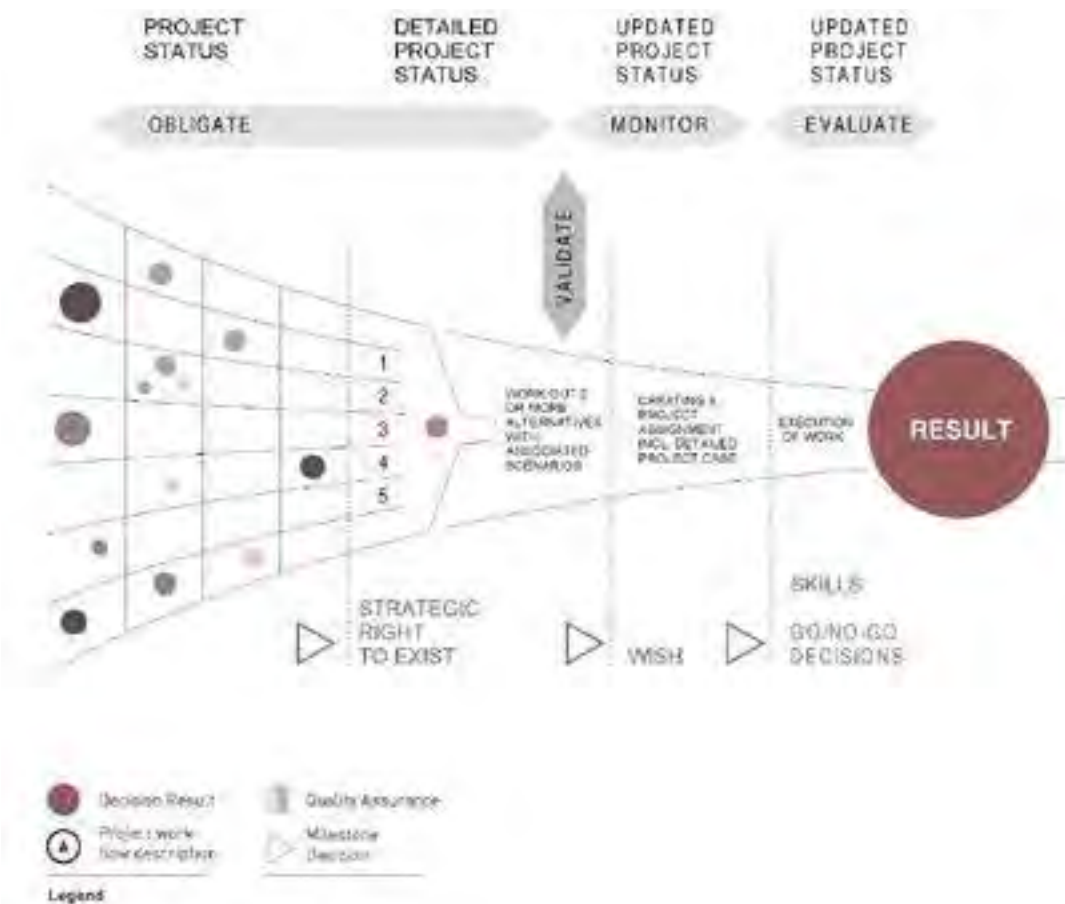 PROJECT
STATUS
DETAILED
PROJECT
STATUS
UPDATED
PROJECT
STATUS
UPDATED
PROJECT
STATUS
OBLIGATE
MONITOR
EVALUATE
VALIDATE
1
2
3
4
5
WORK OUT 2
OR MORE
ALTERNATIVES
WITH
ASSOCIATED
SCENARIOS
CREATING A
PROJECT
ASSIGNMENT
INCL DETAILED
PROJECT CASE
EXECUTION
OF WORK
RESULT
STRATEGIC
RIGHT
TO EXIST
WISH
SKILLS
GO/NO-GO
DECISIONS
Decision Result
Quality Assurance
A
Project work
flow description
Milestone
Decision
Legend